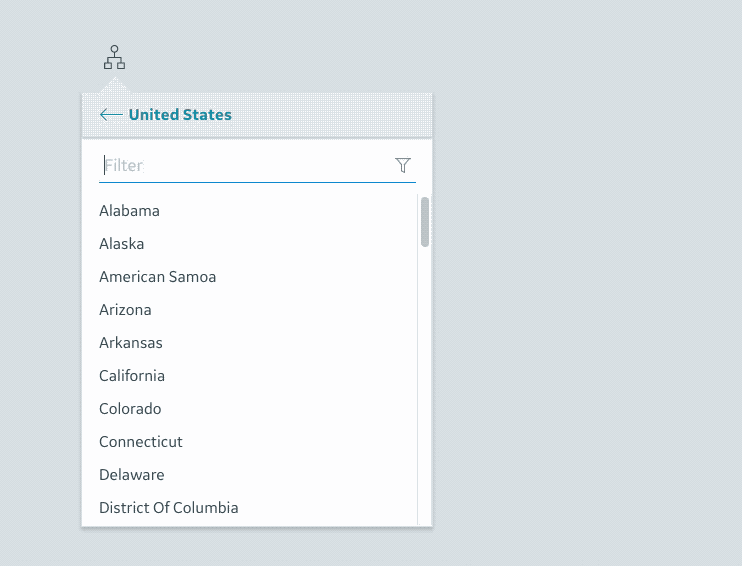 United States
Filter
Alabama
Alaska
American Samoa
Arizona
Arkansas
California
Colorado
Connecticut
Delaware
District Of Columbia